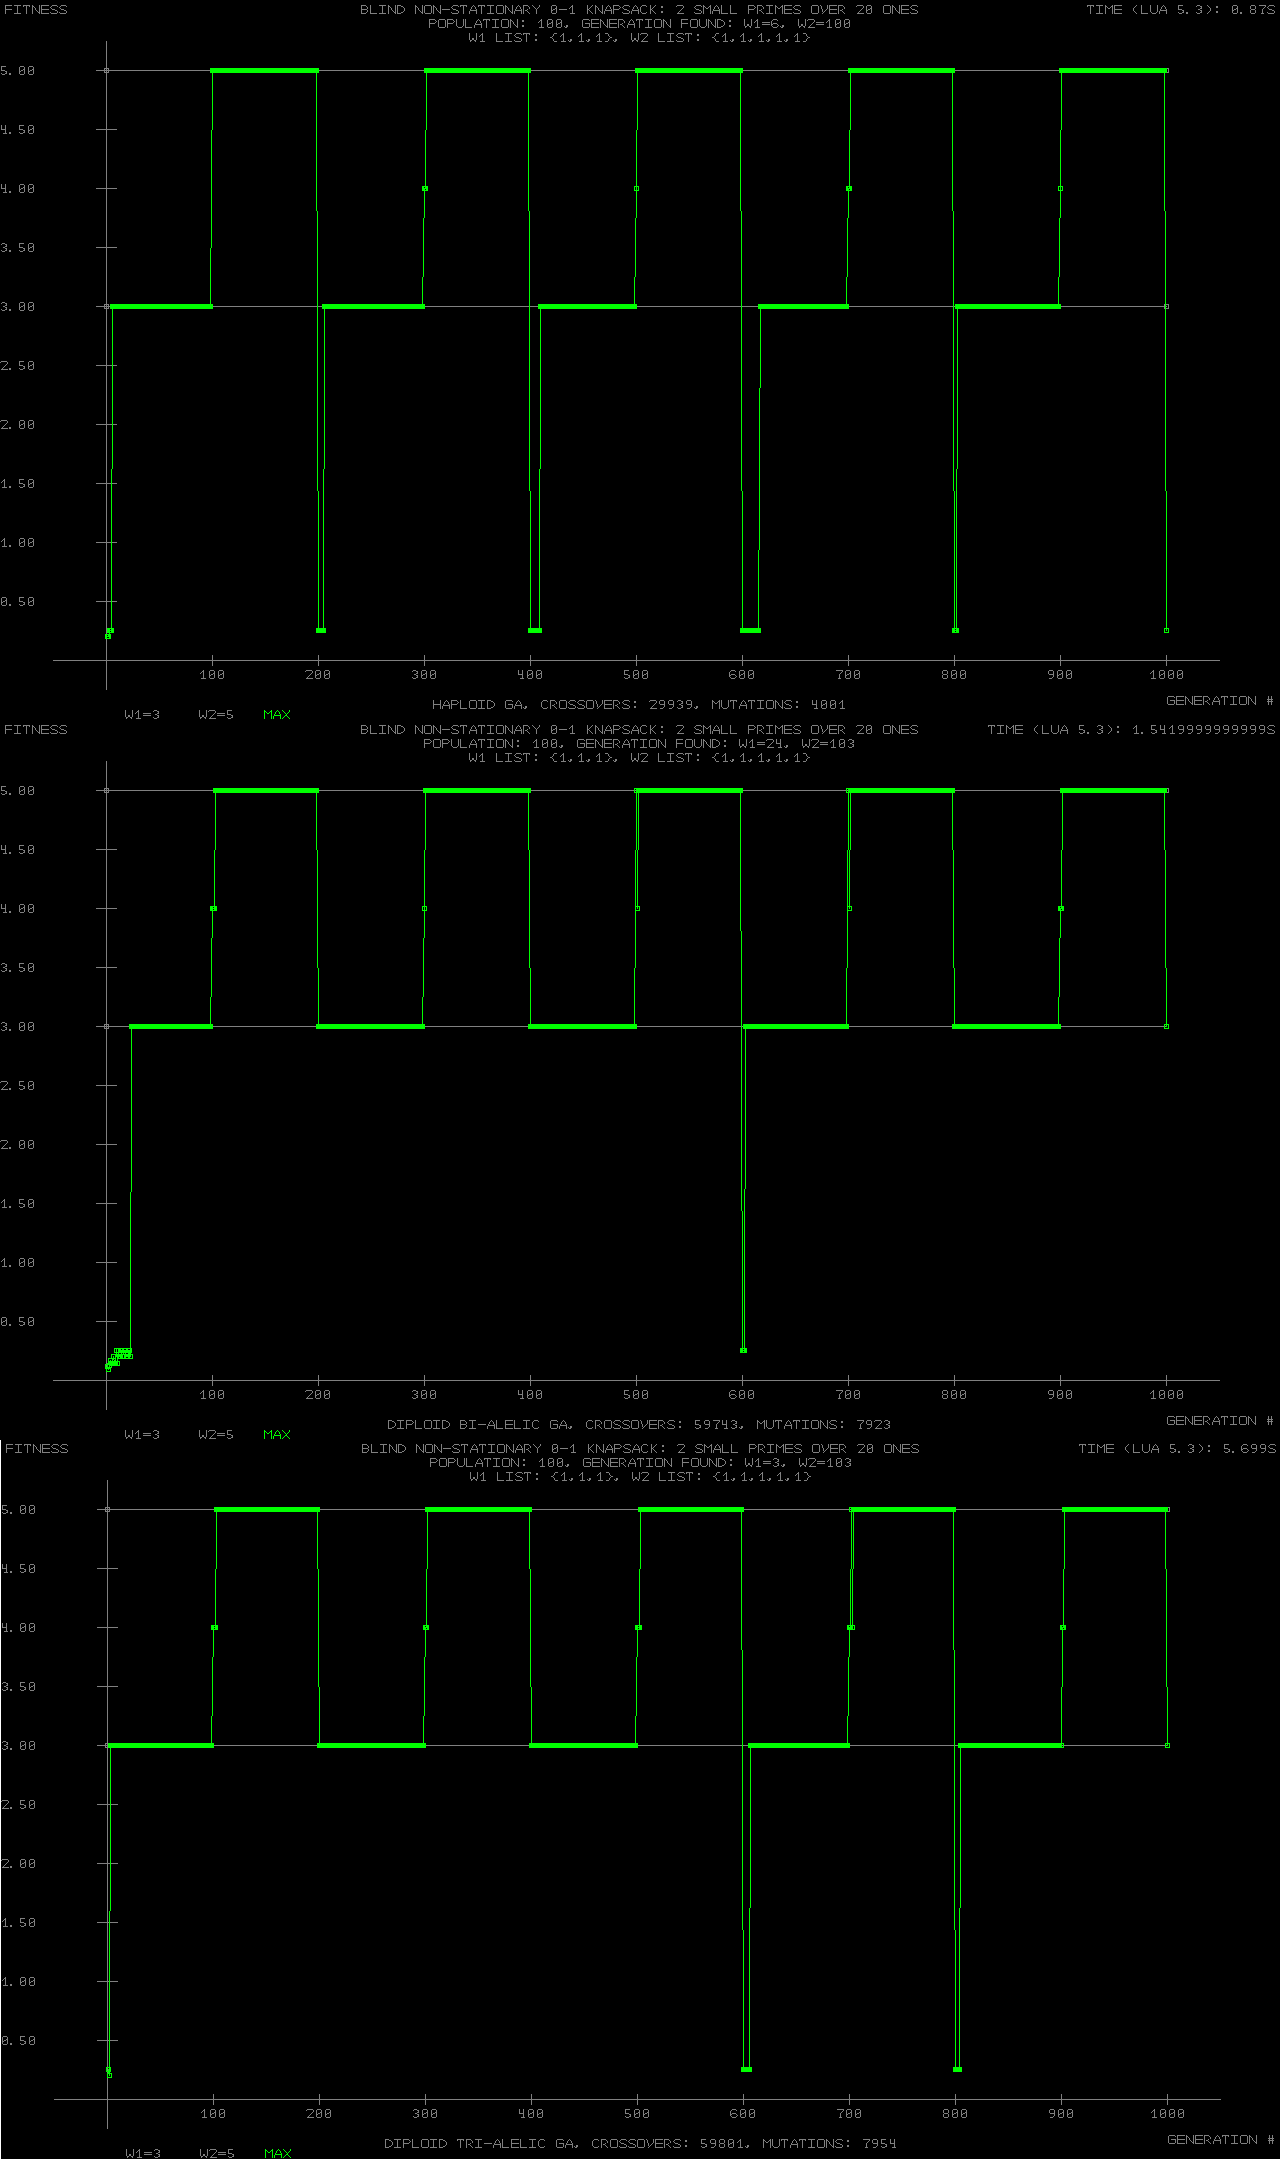 FITNESS BLIND NON-STATIONARY 0-1 KNAPSACK: 2 SMALL PRIMES OVER 20 ONES TIME (LUA 5.3): 0.87S
POPULATION: 100, GENERATION FOUND: W1=6, W2=100
W1 LIST: {1,1,1}, W2 LIST: {1,1,1,1,1}
5.00
4.50
4.00
3.50
3.00
2.50
2.00
1.50
1.00
0.50
100 200 300 400 500 600 700 800 900 1000
W1=3 W2=5 MAX HAPLOID GA, CROSSOVERS: 29939, MUTATIONS: 4001 GENERATION #
FITNESS BLIND NON-STATIONARY 0-1 KNAPSACK: 2 SMALL PRIMES OVER 20 ONES TIME (LUA 5.3): 1.5419999999999S
POPULATION: 100, GENERATION FOUND: W1=24, W2=103
W1 LIST: {1,1,1}, W2 LIST: {1,1,1,1,1}
5.00
4.50
4.00
3.50
3.00
2.50
2.00
1.50
1.00
0.50
100 200 300 400 500 600 700 800 900 1000
W1=3 W2=5 MAX DIPLOID BI-ALELIC GA, CROSSOVERS: 59743, MUTATIONS: 7923 GENERATION #
FITNESS BLIND NON-STATIONARY 0-1 KNAPSACK: 2 SMALL PRIMES OVER 20 ONES TIME (LUA 5.3): 5.699S
POPULATION: 100, GENERATION FOUND: W1=3, W2=103
W1 LIST: {1,1,1}, W2 LIST: {1,1,1,1,1}
5.00
4.50
4.00
3.50
3.00
2.50
2.00
1.50
1.00
0.50
100 200 300 400 500 600 700 800 900 1000
W1=3 W2=5 MAX DIPLOID TRI-ALELIC GA, CROSSOVERS: 59801, MUTATIONS: 7954 GENERATION #